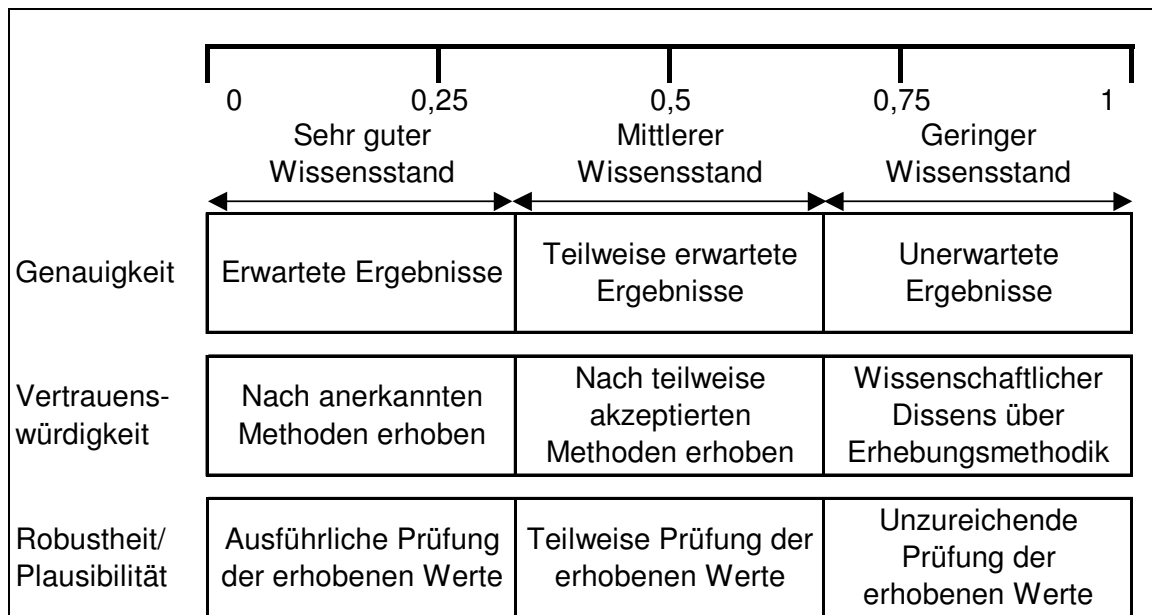 0 0,25 0,5 0,75 1
Sehr guter Mittlerer Geringer
Wissensstand Wissensstand Wissensstand
Genauigkeit
Erwartete Ergebnisse
Teilweise erwartete
Ergebnisse
Unerwartete
Ergebnisse
Vertrauens-
würdigkeit
Nach anerkannten
Methoden erhoben
Nach teilweise
akzeptierten
Methoden erhoben
Wissenschaftlicher
Dissens über
Erhebungsmethodik
Robustheit/
Plausibilität
Ausführliche Prüfung
der erhobenen Werte
Teilweise Prüfung der
erhobenen Werte
Unzureichende
Prüfung der
erhobenen Werte